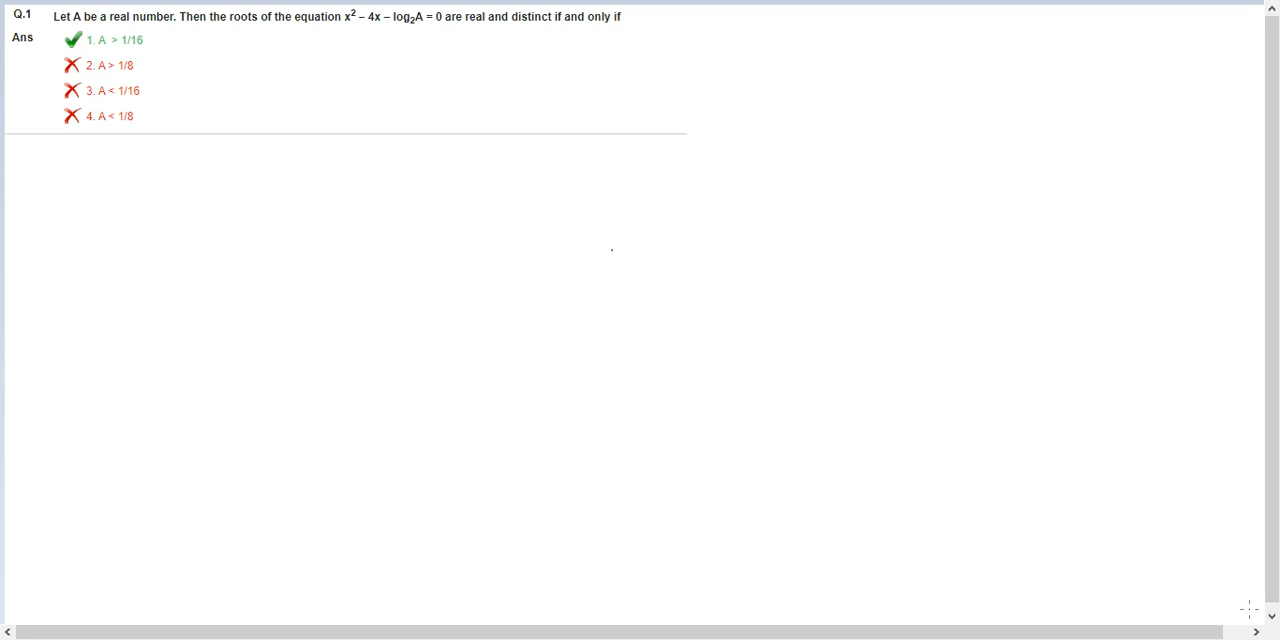 Q.1 Let A be a real number. Then the roots of the equation x² – 4x – log₂A = 0 are real and distinct if and only if
Ans 1. A > 1/16
2. A > 1/8
3. A < 1/16
4. A < 1/8